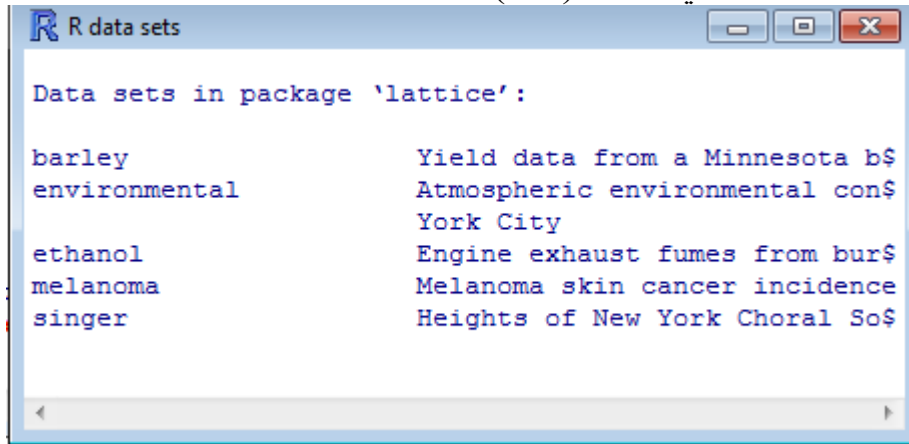 R data sets
Data sets in package ‘lattice’:
barley Yield data from a Minnesota b$
environmental Atmospheric environmental con$
York City
ethanol Engine exhaust fumes from bur$
melanoma Melanoma skin cancer incidence
singer Heights of New York Choral So$